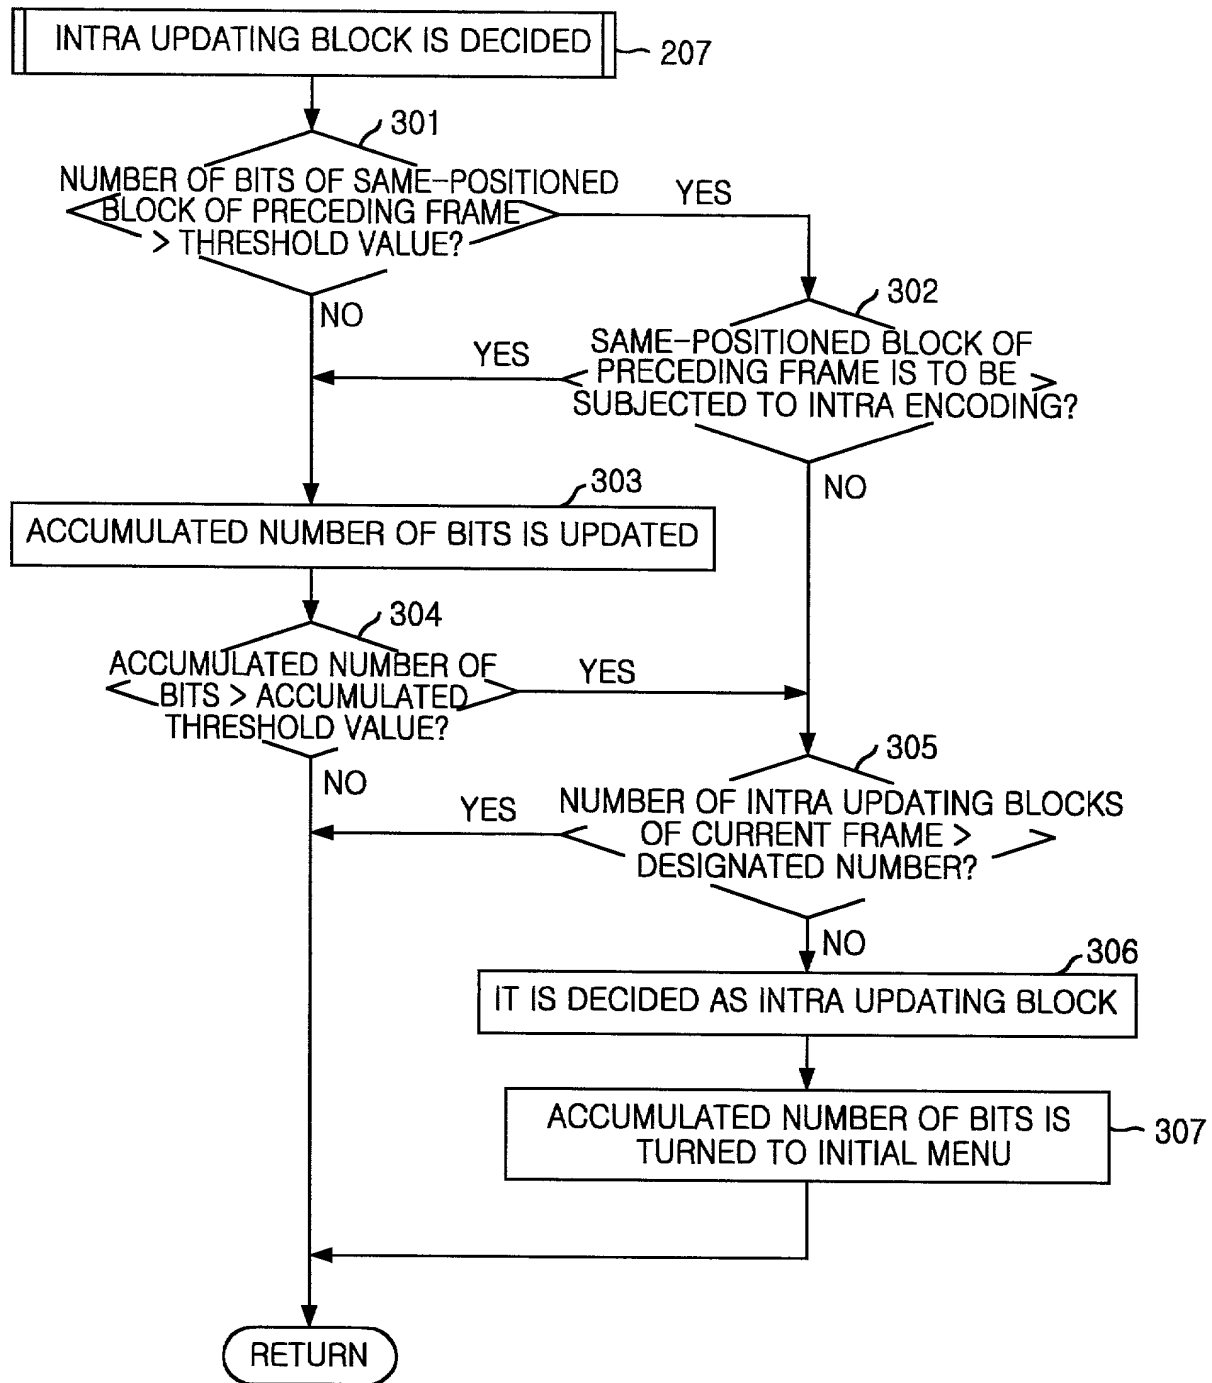 INTRA UPDATING BLOCK IS DECIDED
207
301
NUMBER OF BITS OF SAME-POSITIONED
BLOCK OF PRECEDING FRAME
> THRESHOLD VALUE?
YES
NO
302
SAME-POSITIONED BLOCK OF
PRECEDING FRAME IS TO BE
SUBJECTED TO INTRA ENCODING?
YES
NO
303
ACCUMULATED NUMBER OF BITS IS UPDATED
304
ACCUMULATED NUMBER OF
BITS > ACCUMULATED
THRESHOLD VALUE?
YES
NO
305
NUMBER OF INTRA UPDATING BLOCKS
OF CURRENT FRAME >
DESIGNATED NUMBER?
YES
NO
306
IT IS DECIDED AS INTRA UPDATING BLOCK
ACCUMULATED NUMBER OF BITS IS
TURNED TO INITIAL MENU
307
RETURN